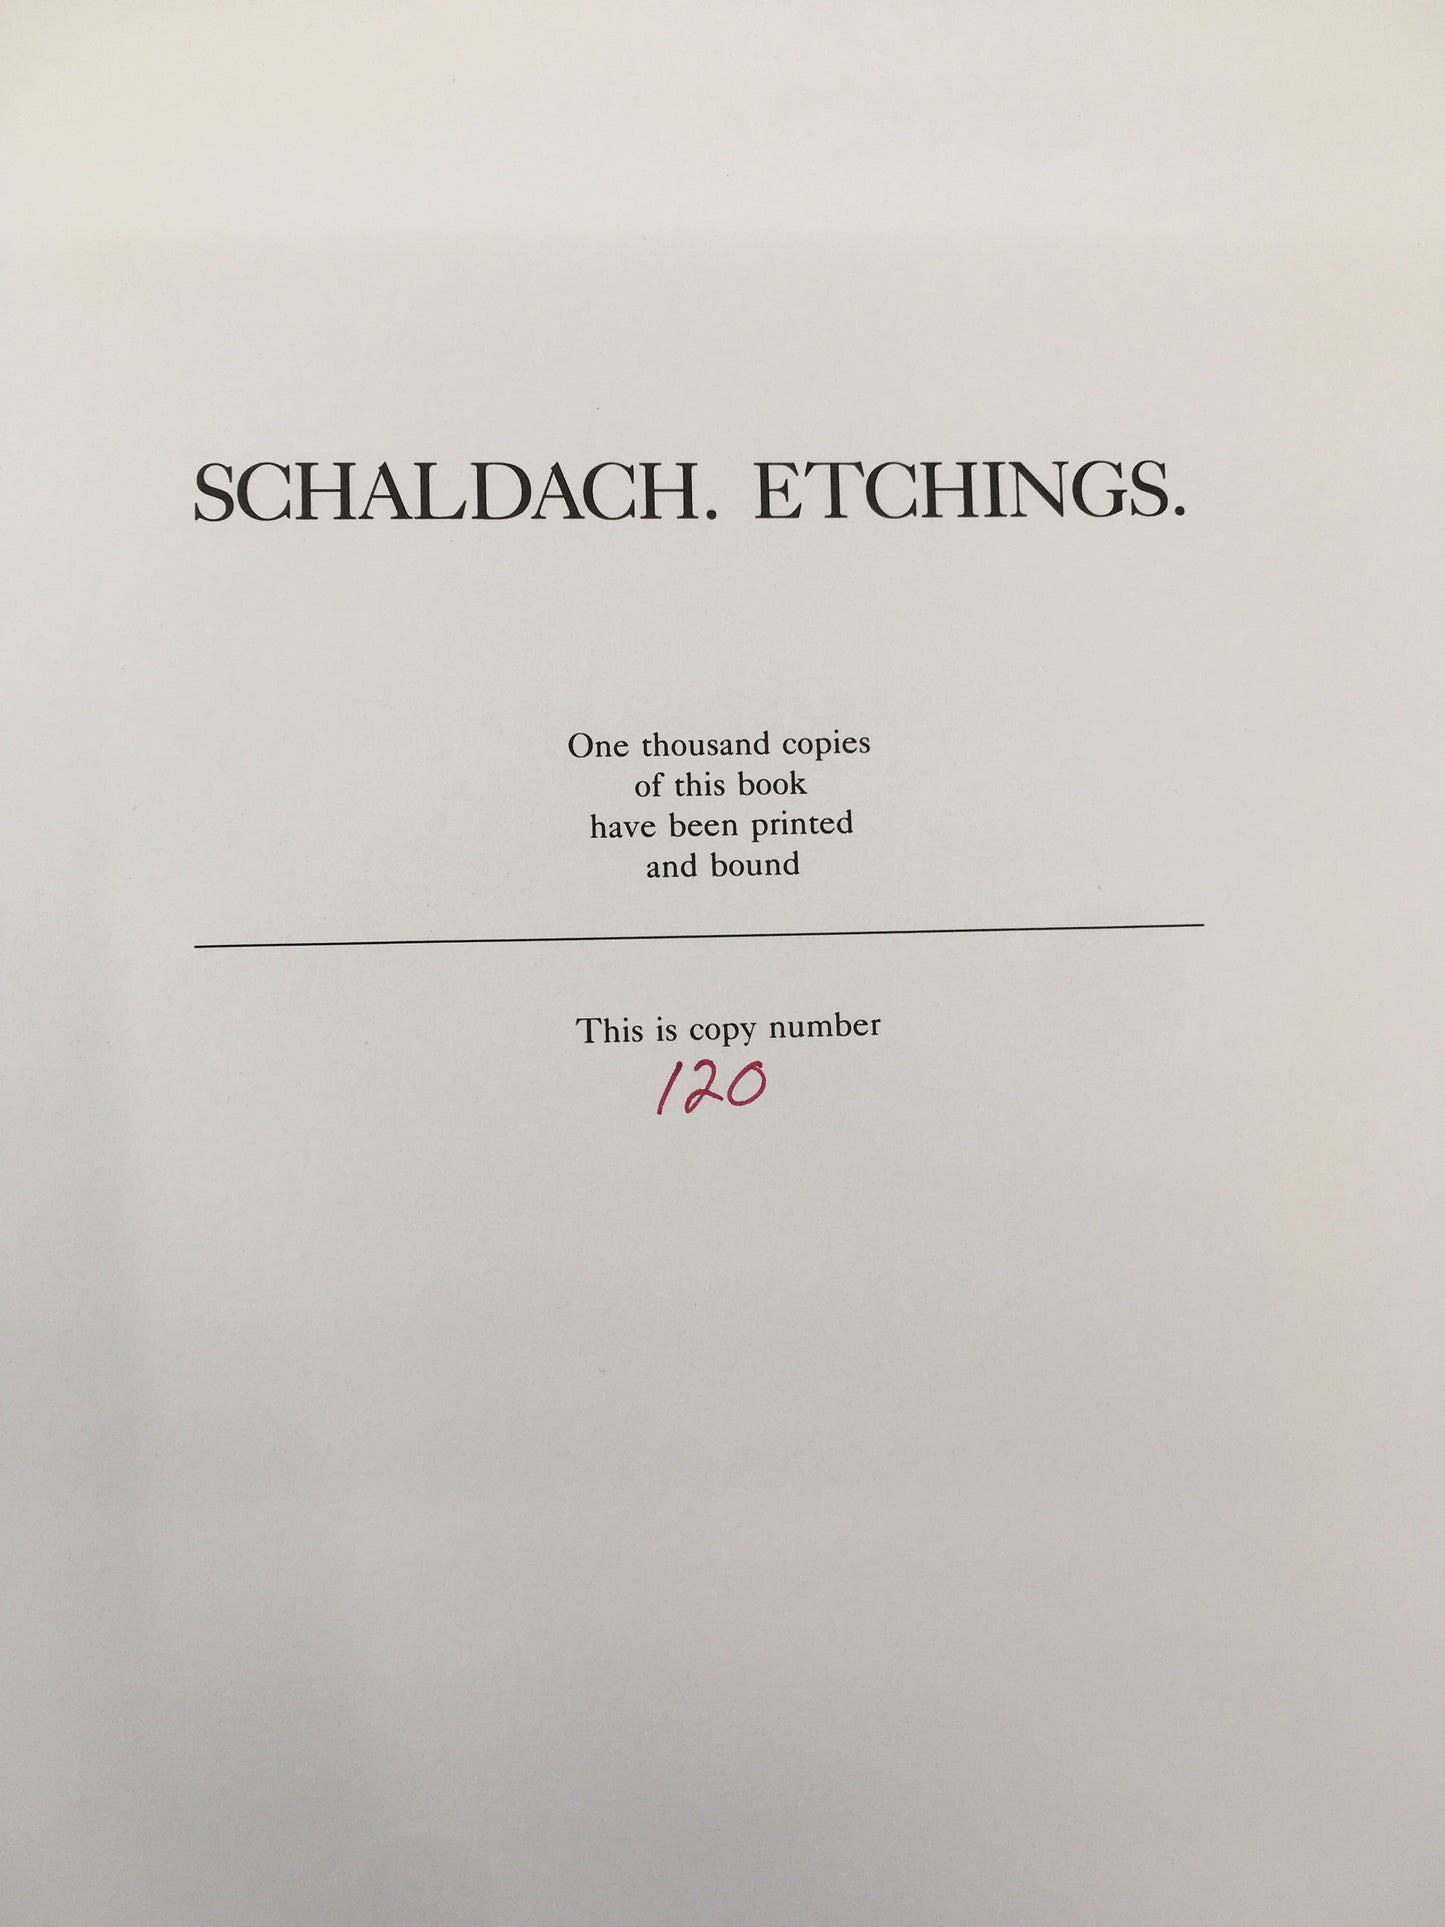 SCHALDACH. ETCHINGS.
One thousand copies
of this book
have been printed
and bound
This is copy number
120